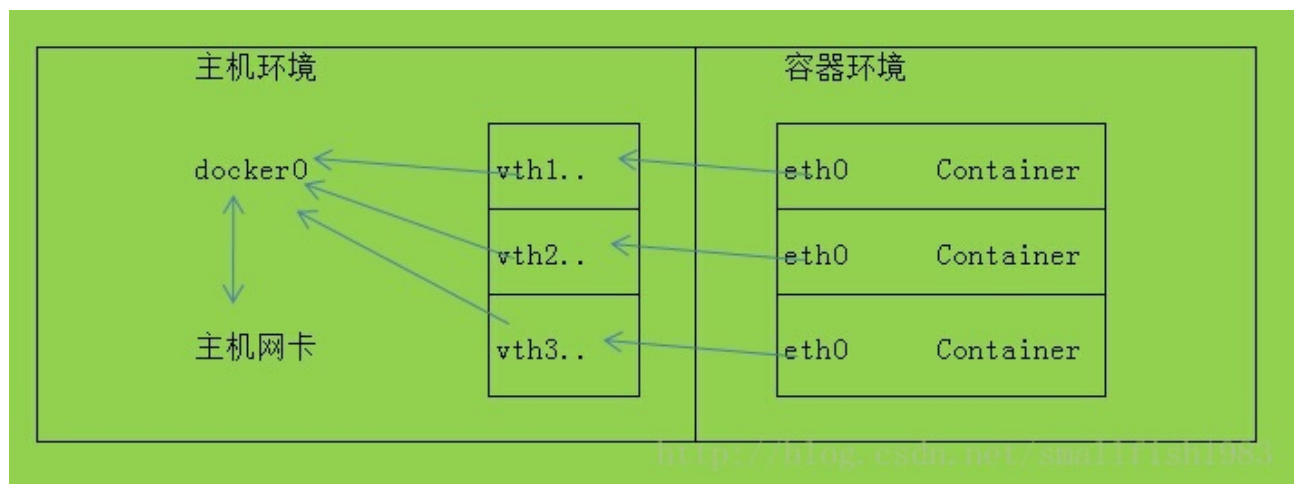 主机环境 容器环境
docker0 vth1.. eth0 Container
vth2.. eth0 Container
主机网卡 vth3.. eth0 Container
http://blog.csdn.net/smallfish1983